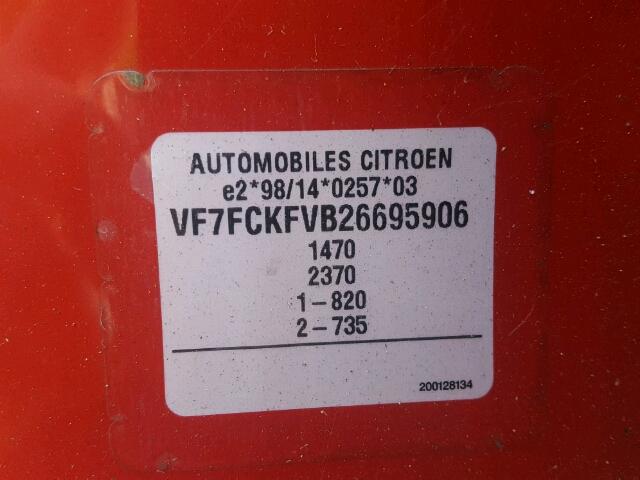 AUTOMOBILES CITROEN
e2*98/14*0257*03
VF7FCKFVB26695906
1470
2370
1-820
2-735
200128134